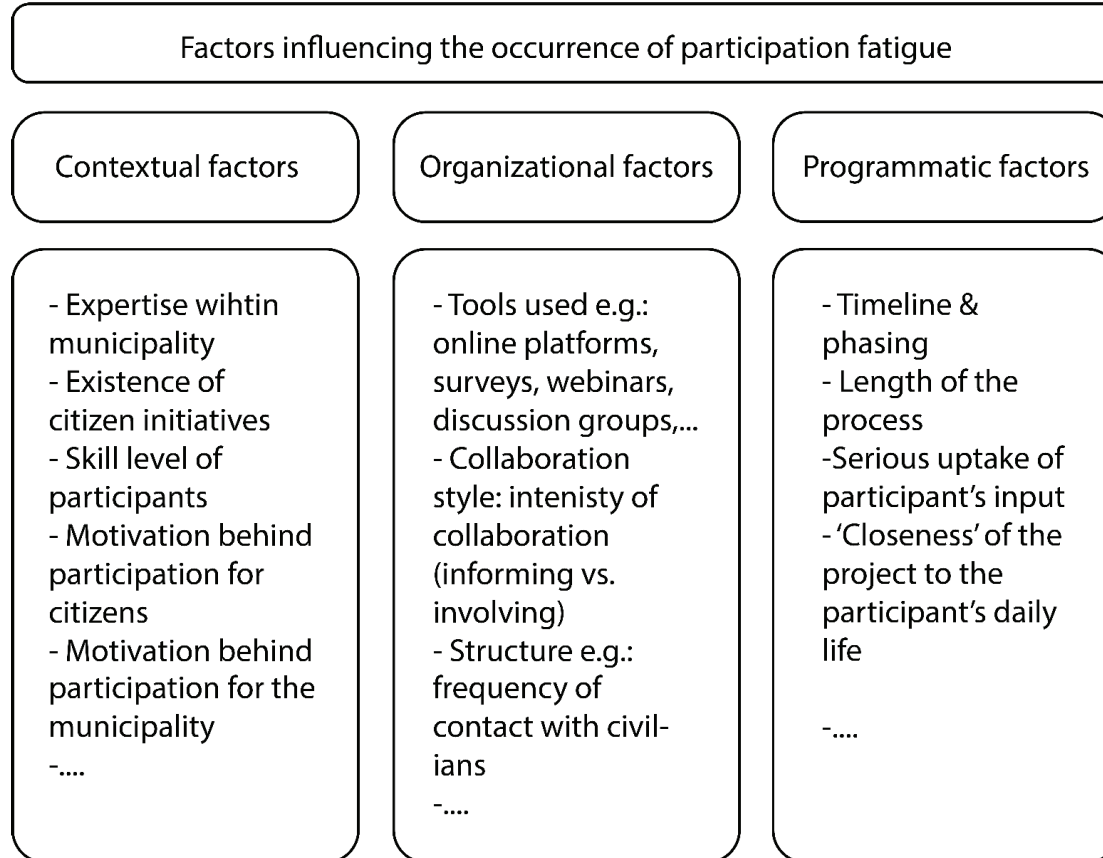 Factors influencing the occurrence of participation fatigue
Contextual factors
Organizational factors
Programmatic factors
- Expertise wihtin
municipality
- Existence of
citizen initiatives
- Skill level of
participants
- Motivation behind
participation for
citizens
- Motivation behind
participation for the
municipality
-....
- Tools used e.g.:
online platforms,
surveys, webinars,
discussion groups,...
- Collaboration
style: intenisty of
collaboration
(informing vs.
involving)
- Structure e.g.:
frequency of
contact with civil-
ians
-....
- Timeline &
phasing
- Length of the
process
-Serious uptake of
participant’s input
- ‘Closeness’ of the
project to the
participant’s daily
life
-....